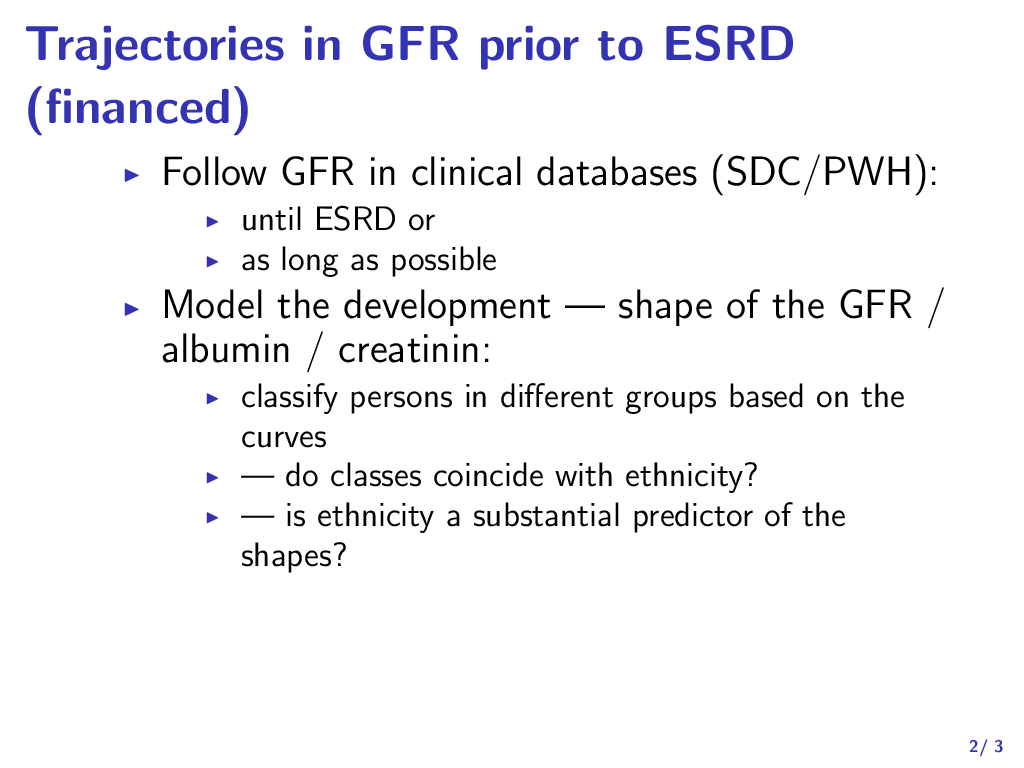 Trajectories in GFR prior to ESRD
(financed)
▶ Follow GFR in clinical databases (SDC/PWH):
▶ until ESRD or
▶ as long as possible
▶ Model the development — shape of the GFR /
albumin / creatinin:
▶ classify persons in different groups based on the
curves
▶ — do classes coincide with ethnicity?
▶ — is ethnicity a substantial predictor of the
shapes?
2/ 3